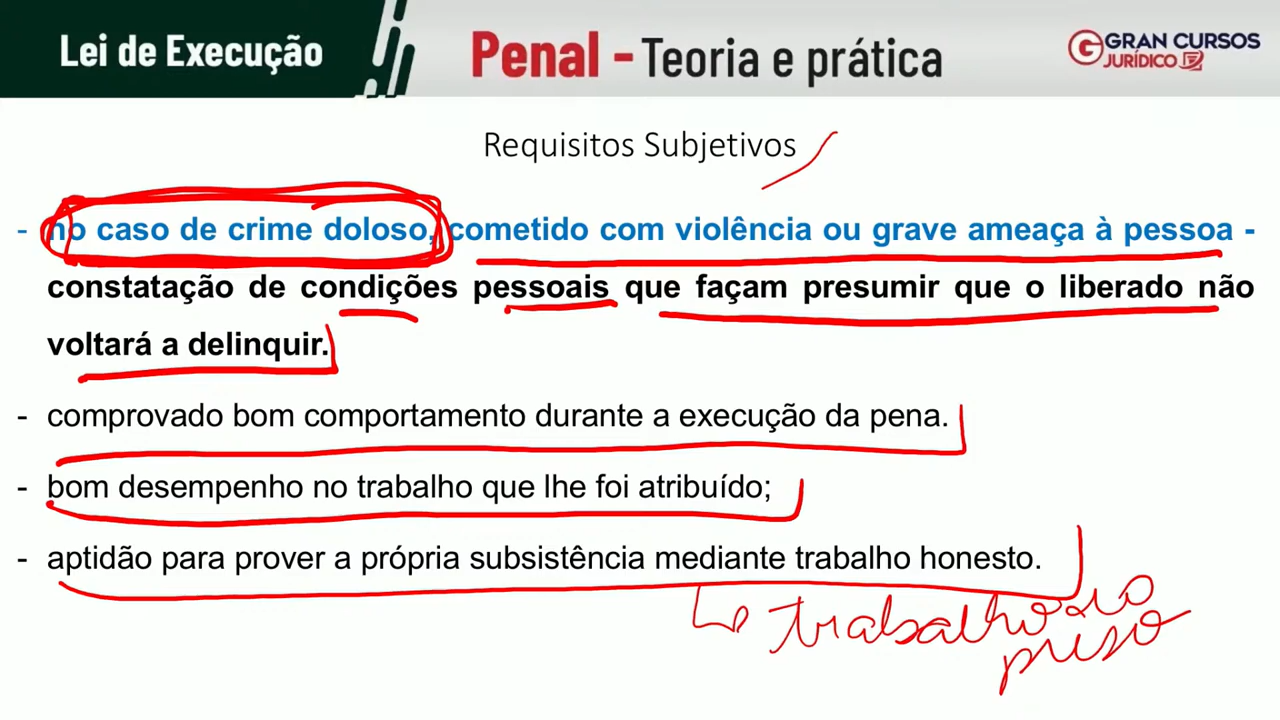 Lei de Execução Penal - Teoria e prática
GRAN CURSOS
JURÍDICO
Requisitos Subjetivos
- no caso de crime doloso, cometido com violência ou grave ameaça à pessoa -
constatação de condições pessoais que façam presumir que o liberado não
voltará a delinquir.
- comprovado bom comportamento durante a execução da pena.
- bom desempenho no trabalho que lhe foi atribuído;
- aptidão para prover a própria subsistência mediante trabalho honesto.
trabalho do
preso